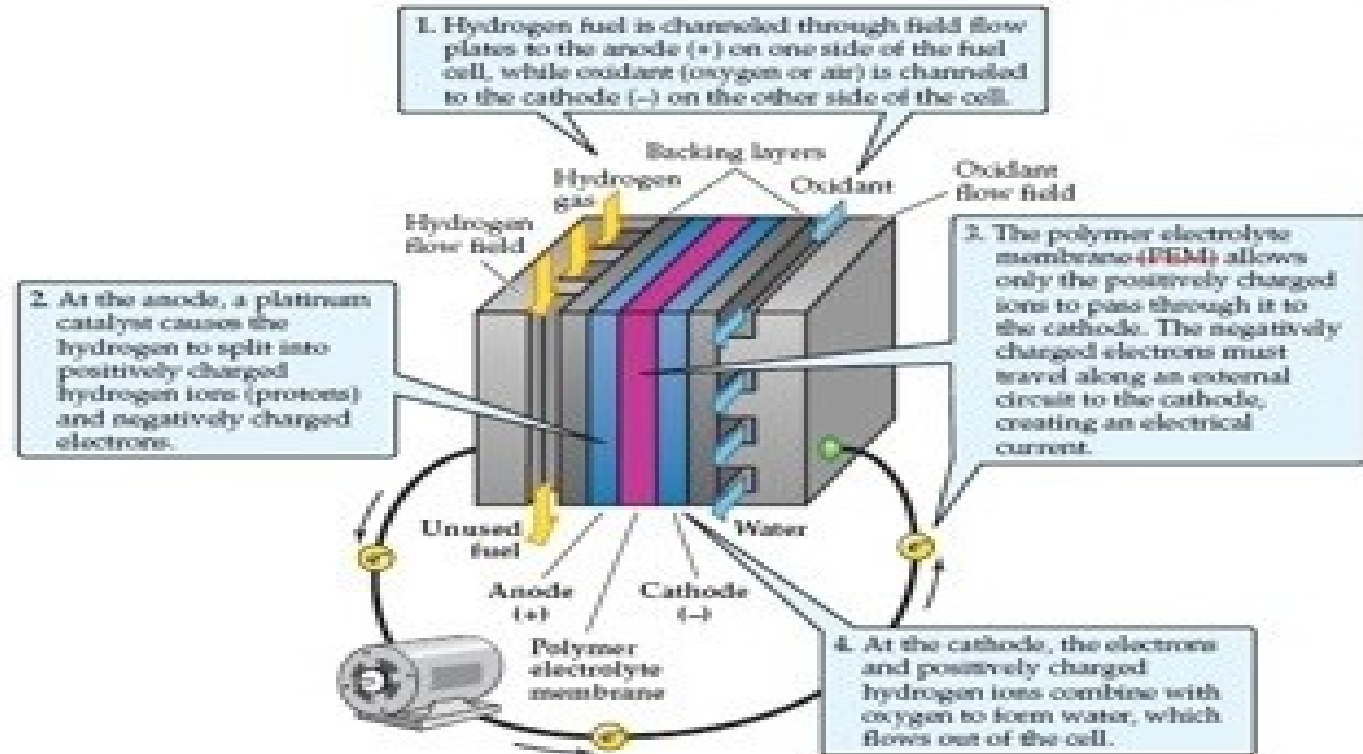 1. Hydrogen fuel is channeled through field flow
plates to the anode (+) on one side of the fuel
cell, while oxidant (oxygen or air) is channeled
to the cathode (–) on the other side of the cell.
Backing layers
Hydrogen
gas
Oxidant
Oxidant
flow field
Hydrogen
flow field
2. At the anode, a platinum
catalyst causes the
hydrogen to split into
positively charged
hydrogen ions (protons)
and negatively charged
electrons.
3. The polymer electrolyte
membrane (PEM) allows
only the positively charged
ions to pass through it to
the cathode. The negatively
charged electrons must
travel along an external
circuit to the cathode,
creating an electrical
current.
Unused
fuel
Water
Anode
(+)
Cathode
(–)
Polymer
electrolyte
membrane
4. At the cathode, the electrons
and positively charged
hydrogen ions combine with
oxygen to form water, which
flows out of the cell.